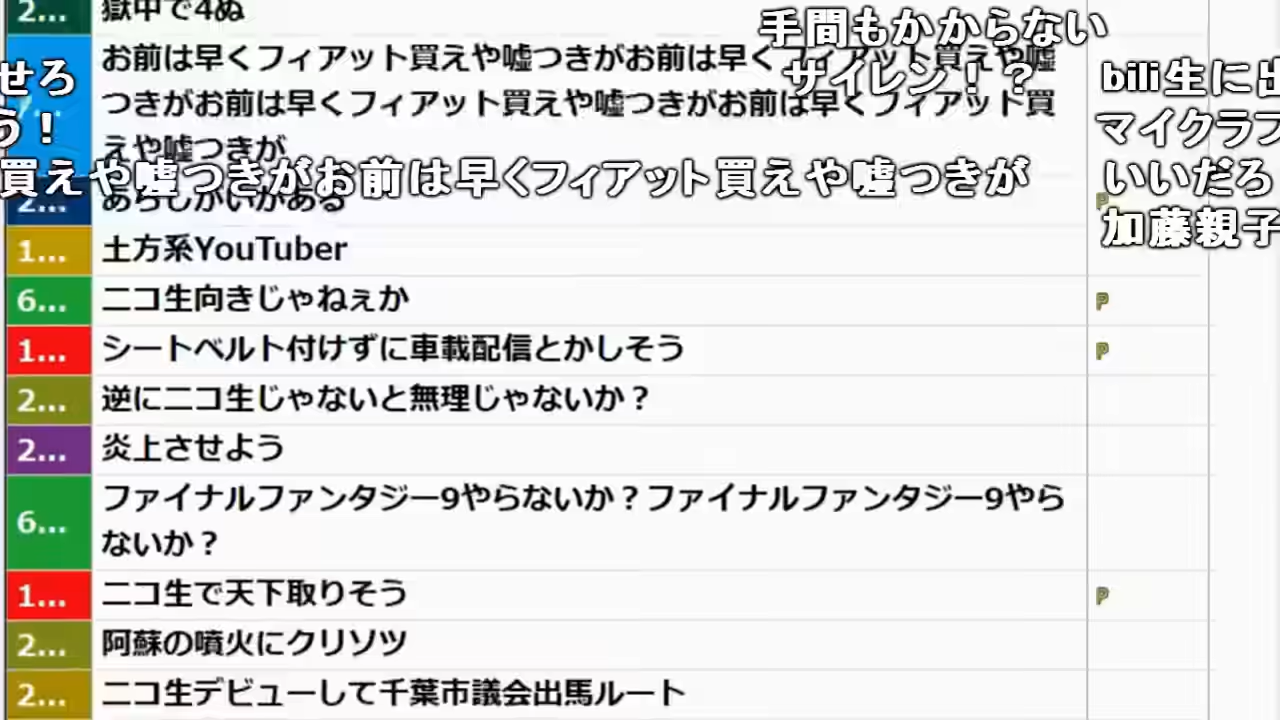 2... 獄中で4ぬ
手間もかからない
お前は早くフィアット買えや嘘つきがお前は早くフィアット買えや嘘
せろ
ザイレン！？
bili生に出
つきがお前は早くフィアット買えや嘘つきがお前は早くフィアット買
う！
マイクラフ
えや嘘つきが
買えや嘘つきがお前は早くフィアット買えや嘘つきが
いいだろ
2... あらしがいがある P
加藤親子
1... 土方系YouTuber
6... ニコ生向きじゃねぇか P
1... シートベルト付けずに車載配信とかしそう P
2... 逆にニコ生じゃないと無理じゃないか？
2... 炎上させよう
6... ファイナルファンタジー9やらないか？ファイナルファンタジー9やら
ないか？
1... ニコ生で天下取りそう P
2... 阿蘇の噴火にクリソツ
2... ニコ生デビューして千葉市議会出馬ルート